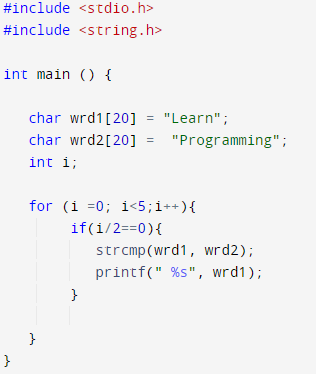 #include <stdio.h>
#include <string.h>
int main () {
char wrd1[20] = "Learn";
char wrd2[20] =  "Programming";
int i;
for (i =0; i<5;i++){
if(i/2==0){
strcmp(wrd1, wrd2);
printf(" %s", wrd1);
}
}
}